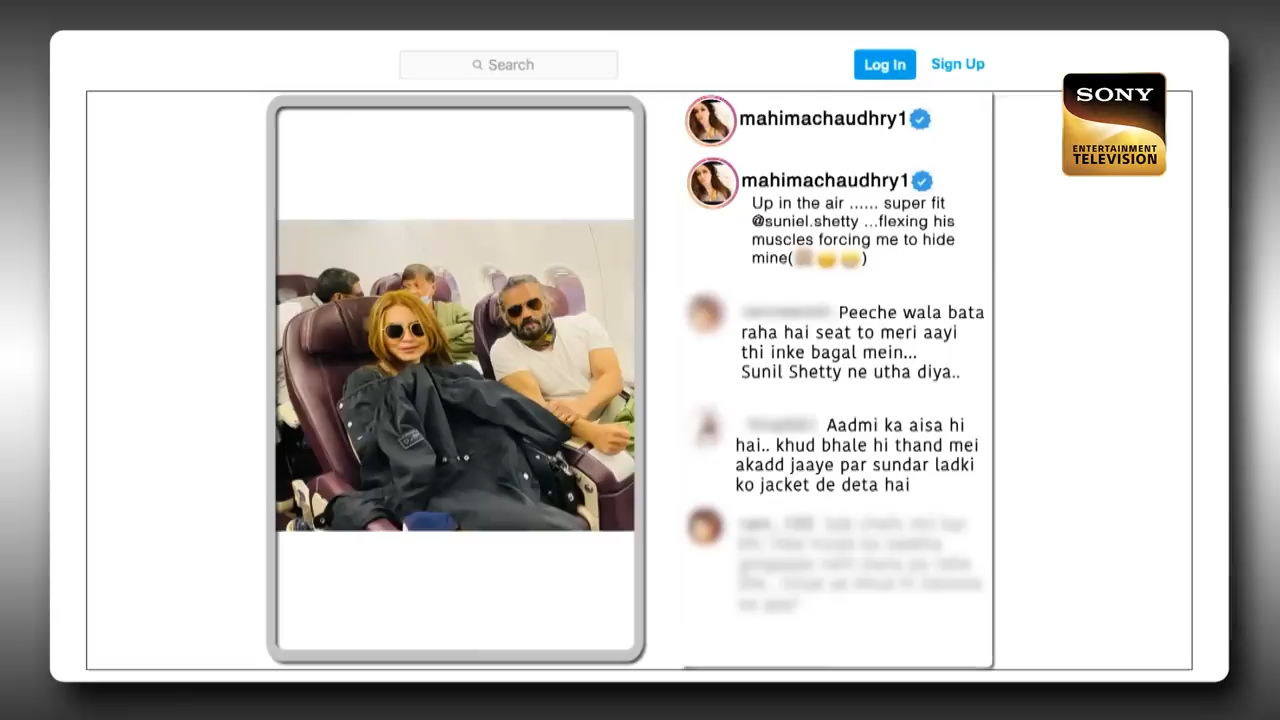 Search
Log In
Sign Up
SONY
ENTERTAINMENT
TELEVISION
mahimachaudhry1
mahimachaudhry1
Up in the air ...... super fit
@suniel.shetty ...flexing his
muscles forcing me to hide
mine( )
Peeche wala bata
raha hai seat to meri aayi
thi inke bagal mein...
Sunil Shetty ne utha diya..
Aadmi ka aisa hi
hai.. khud bhale hi thand mei
akadd jaaye par sundar ladki
ko jacket de deta hai